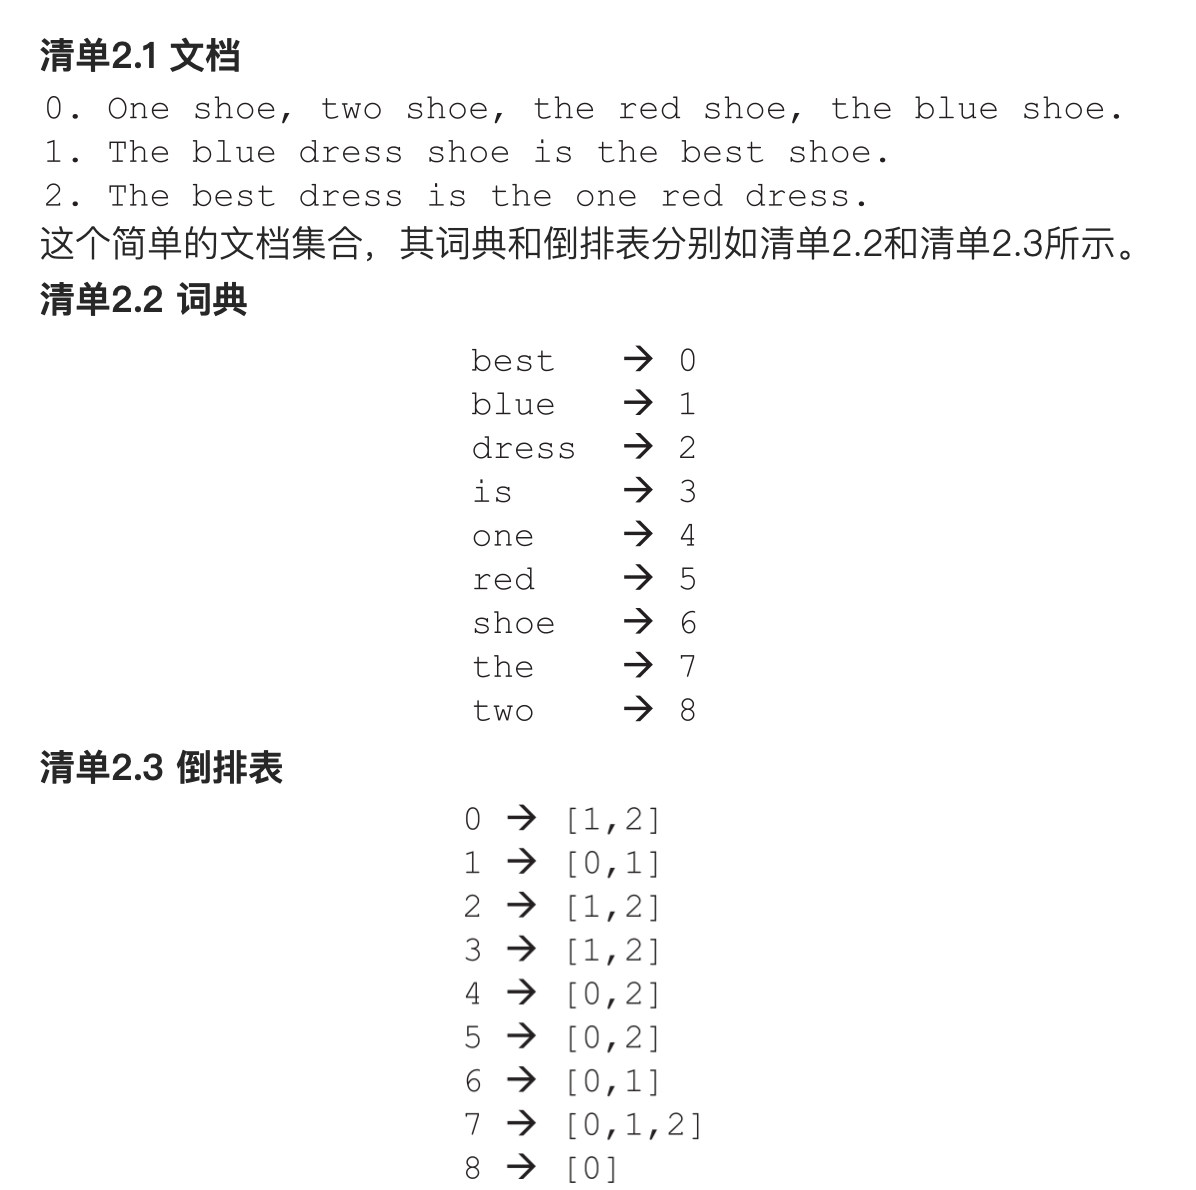 清单2.1 文档
0. One shoe, two shoe, the red shoe, the blue shoe.
1. The blue dress shoe is the best shoe.
2. The best dress is the one red dress.
这个简单的文档集合，其词典和倒排表分别如清单2.2和清单2.3所示。
清单2.2 词典
best → 0
blue → 1
dress → 2
is → 3
one → 4
red → 5
shoe → 6
the → 7
two → 8
清单2.3 倒排表
0 → [1,2]
1 → [0,1]
2 → [1,2]
3 → [1,2]
4 → [0,2]
5 → [0,2]
6 → [0,1]
7 → [0,1,2]
8 → [0]